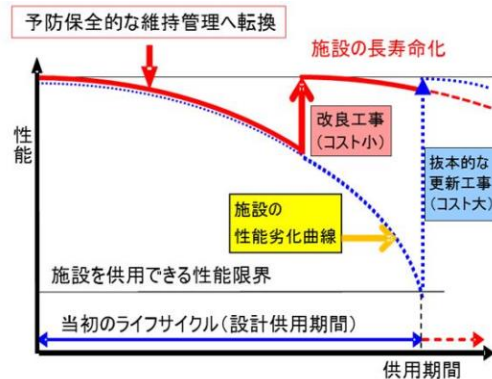 予防保全的な維持管理へ転換
施設の長寿命化
性能
改良工事
(コスト小)
抜本的な
更新工事
(コスト大)
施設の
性能劣化曲線
施設を供用できる性能限界
当初のライフサイクル(設計供用期間)
供用期間